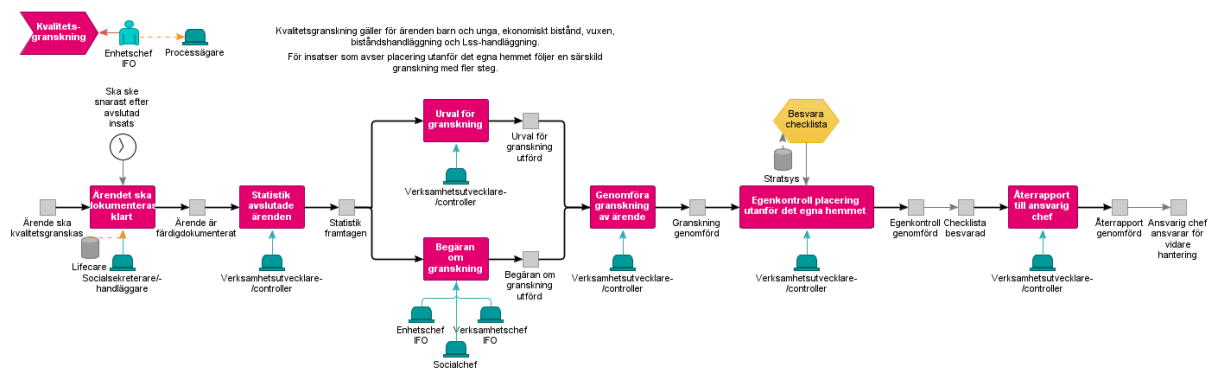 Kvalitets-
granskning
Enhetschef
IFO
Processägare
Kvalitetsgranskning gäller för ärenden barn och unga, ekonomiskt bistånd, vuxen,
biståndshandläggning och Lss-handläggning.
För insatser som avser placering utanför det egna hemmet följer en särskild
granskning med fler steg.
Ska ske
snarast efter
avslutad
insats
Ärende ska
kvalitetsgranskas
Ärendet ska
dokumenteras
klart
Lifecare
Socialsekreterare/-
handläggare
Ärende är
färdigdokumenterat
Statistik
avslutade
ärenden
Verksamhetsutvecklare-
/controller
Statistik
framtagen
Urval för
granskning
Verksamhetsutvecklare-
/controller
Urval för
granskning
utförd
Begäran
om
granskning
Enhetschef
IFO
Verksamhetschef
IFO
Socialchef
Begäran om
granskning
utförd
Genomföra
granskning
av ärende
Verksamhetsutvecklare-
/controller
Granskning
genomförd
Besvara
checklista
Stratsys
Egenkontroll placering
utanför det egna hemmet
Verksamhetsutvecklare-
/controller
Egenkontroll
genomförd
Checklista
besvarad
Återrapport
till ansvarig
chef
Verksamhetsutvecklare-
/controller
Återrapport
genomförd
Ansvarig chef
ansvarar för
vidare
hantering